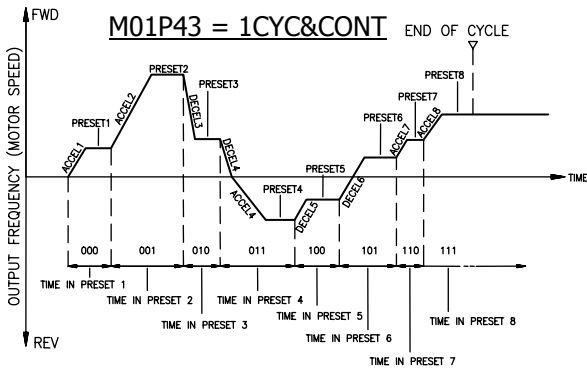 M01P43 = 1CYC&CONT
FWD
END OF CYCLE
OUTPUT FREQUENCY (MOTOR SPEED)
ACCEL1
PRESET1
ACCEL2
PRESET2
DECEL3
PRESET3
DECEL4
ACCEL4
PRESET4
DECEL5
PRESET5
DECEL6
PRESET6
ACCEL7
PRESET7
ACCEL8
PRESET8
TIME
000
001
010
011
100
101
110
111
TIME IN PRESET 1
TIME IN PRESET 2
TIME IN PRESET 3
TIME IN PRESET 4
TIME IN PRESET 5
TIME IN PRESET 6
TIME IN PRESET 7
TIME IN PRESET 8
REV